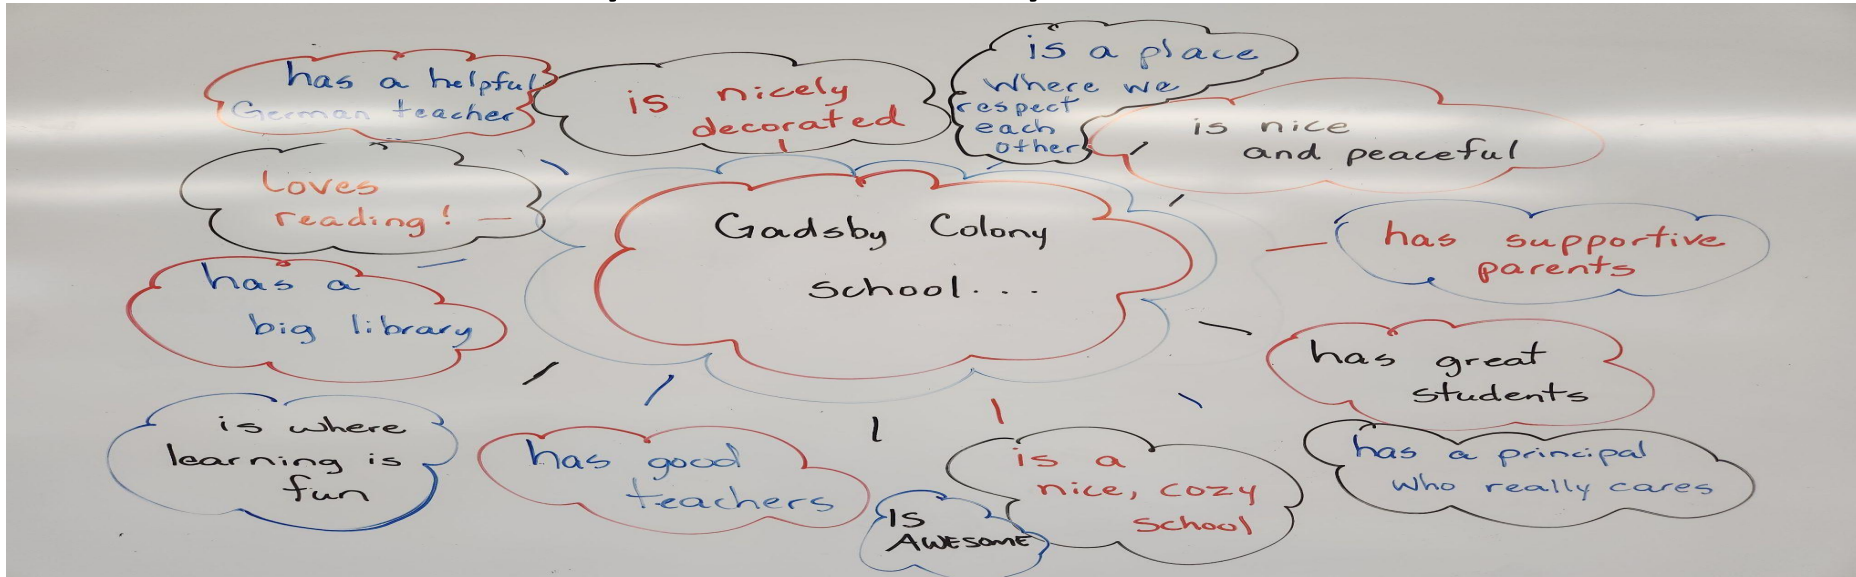 has a helpful
German teacher
is nicely
decorated
is a place
where we
respect
each
other
is nice
and peaceful
Loves
reading!
Gadsby Colony
school...
has supportive
parents
has a
big library
has great
students
is where
learning is
fun
has good
teachers
Is
AWESOME
is a
nice, cozy
school
has a principal
who really cares